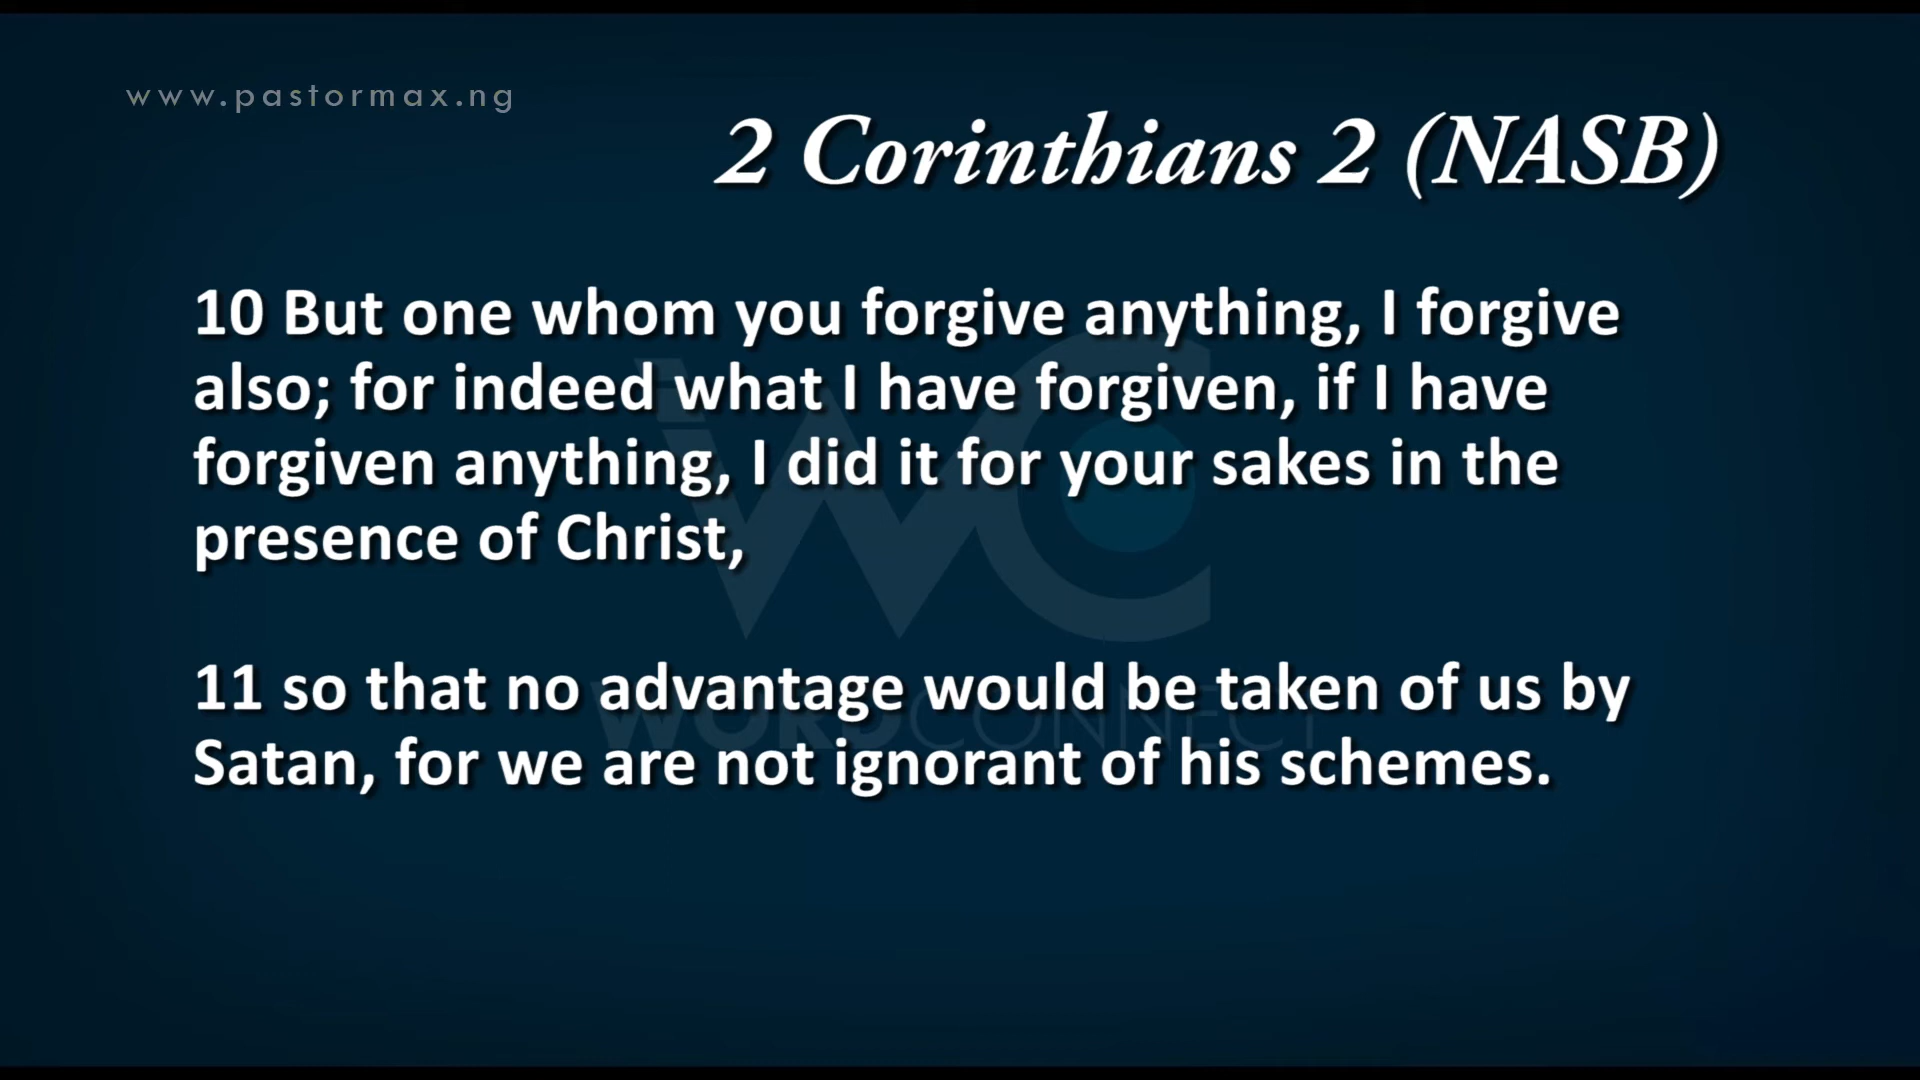 www.pastormax.ng
2 Corinthians 2 (NASB)
10 But one whom you forgive anything, I forgive
also; for indeed what I have forgiven, if I have
forgiven anything, I did it for your sakes in the
presence of Christ,
11 so that no advantage would be taken of us by
Satan, for we are not ignorant of his schemes.
WC
WORDCONNECT